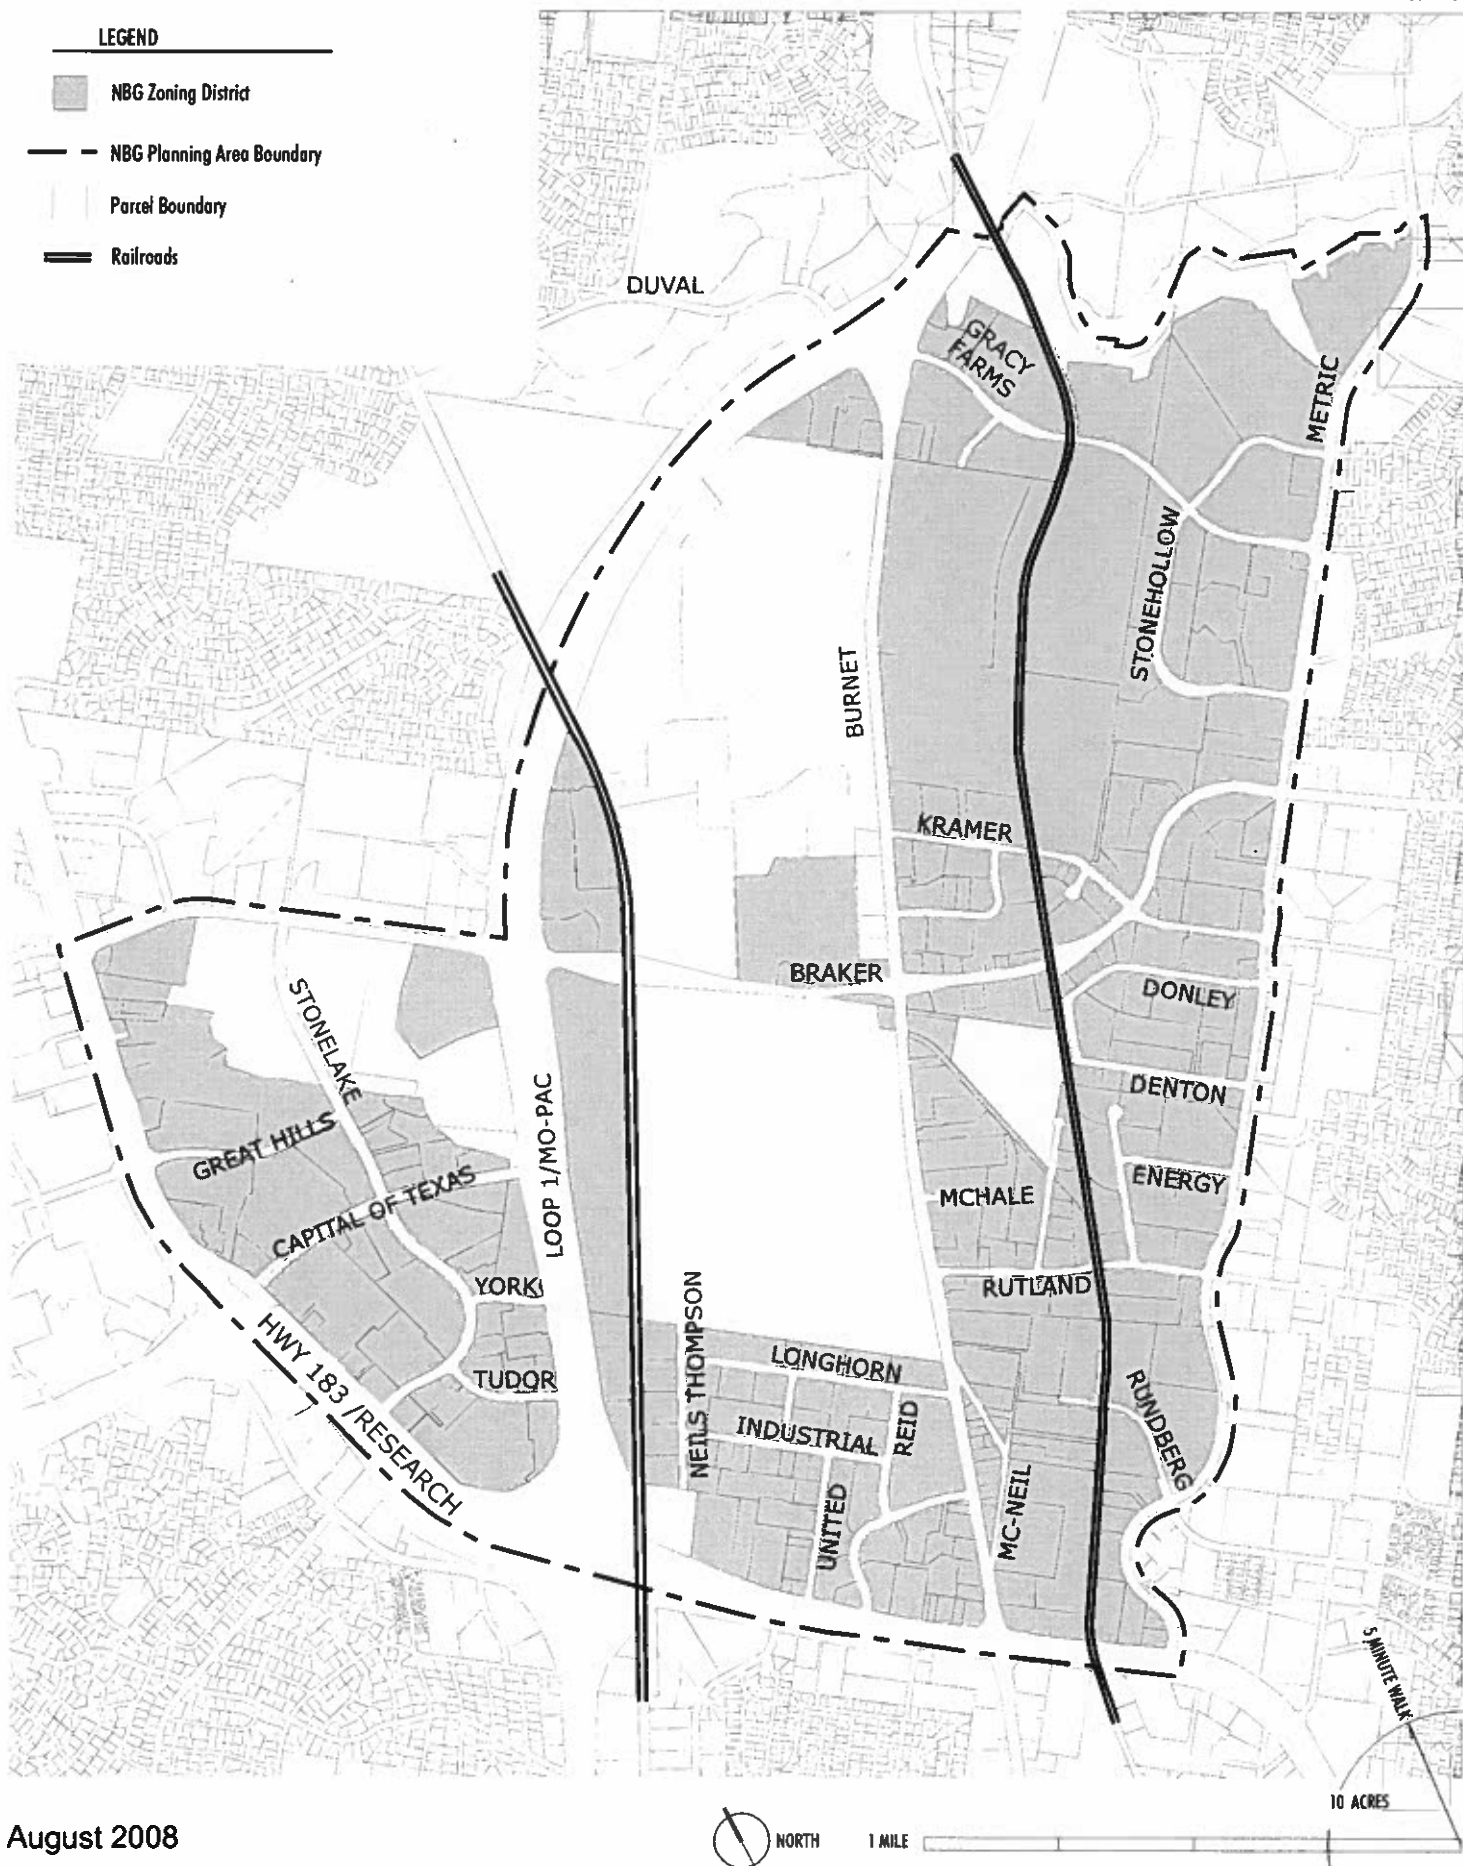 LEGEND
NBG Zoning District
NBG Planning Area Boundary
Parcel Boundary
Railroads
DUVAL
GRACY
FARMS
METRIC
STONEHOLLOW
BURNET
KRAMER
BRAKER
DONLEY
STONELAKE
DENTON
LOOP 1/MO-PAC
GREAT HILLS
ENERGY
CAPITAL OF TEXAS
MCHALE
YORK
RUTLAND
HWY 183 /RESEARCH
NEILS THOMPSON
LONGHORN
TUDOR
RUNDBERG
REID
INDUSTRIAL
MC-NEIL
UNITED
5 MINUTE WALK
10 ACRES
August 2008
NORTH
1 MILE